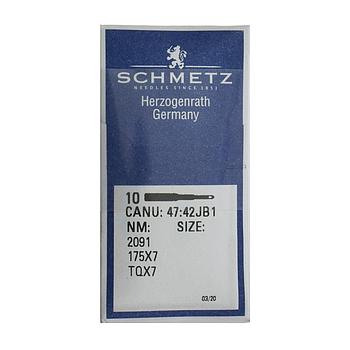 SCHMETZ
NEEDLES SINCE 1851
Herzogenrath
Germany
10
CANU: 47:42JB1
NM: SIZE:
2091
175X7
TQX7
03/20